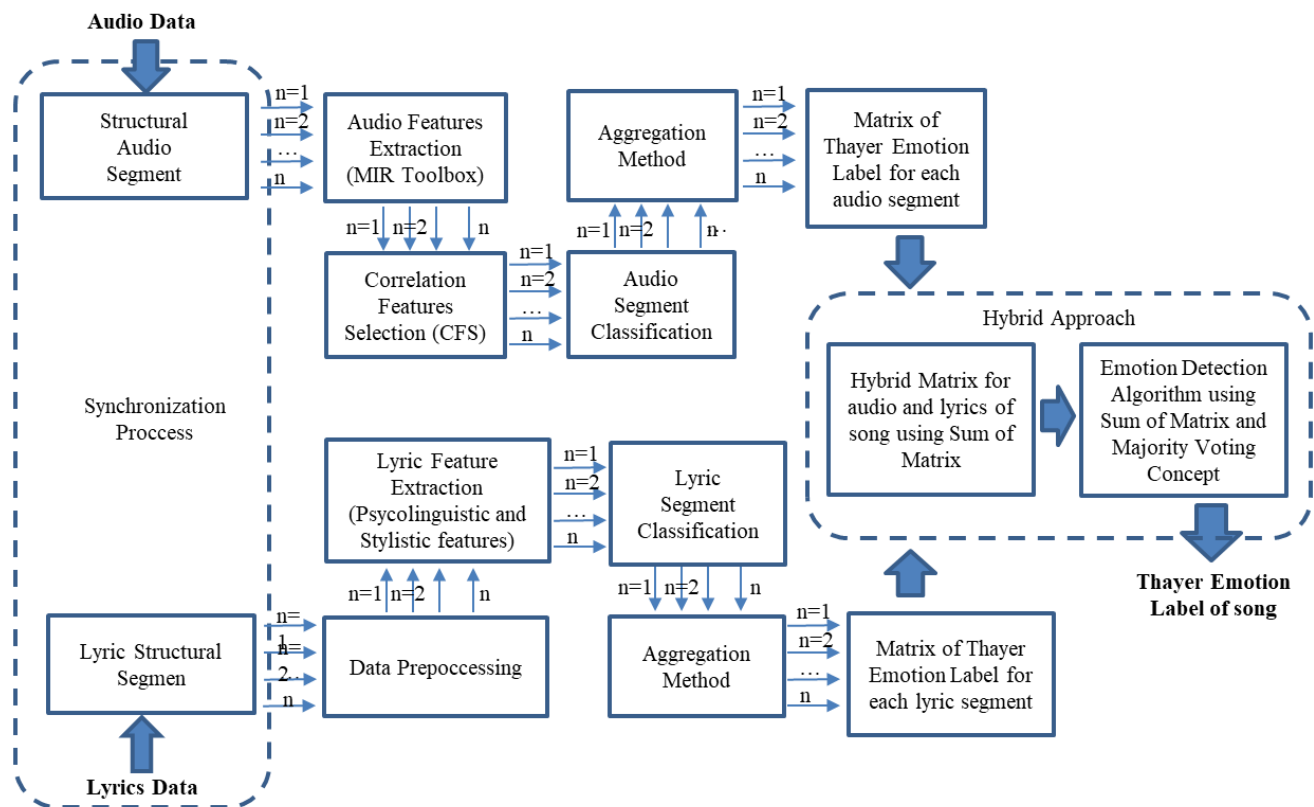 Audio Data
Structural
Audio
Segment
n=1
n=2
…
n
Audio Features
Extraction
(MIR Toolbox)
n=1
n=2
n
Correlation
Features
Selection (CFS)
n=1
n=2
…
n
Audio
Segment
Classification
n=1
n=2
n..
Aggregation
Method
n=1
n=2
…
n
Matrix of
Thayer Emotion
Label for each
audio segment
Synchronization
Proccess
Hybrid Approach
Hybrid Matrix for
audio and lyrics of
song using Sum of
Matrix
Emotion Detection
Algorithm using
Sum of Matrix and
Majority Voting
Concept
Thayer Emotion
Label of song
Lyric Feature
Extraction
(Psycolinguistic and
Stylistic features)
n=1
n=2
…
n
Lyric
Segment
Classification
n=1
n=2
n
n=1
n=2
n
Lyric Structural
Segmen
n=
1
n=
2..
n
Data Prepoccessing
Aggregation
Method
n=1
n=2
…
n
Matrix of Thayer
Emotion Label for
each lyric segment
Lyrics Data